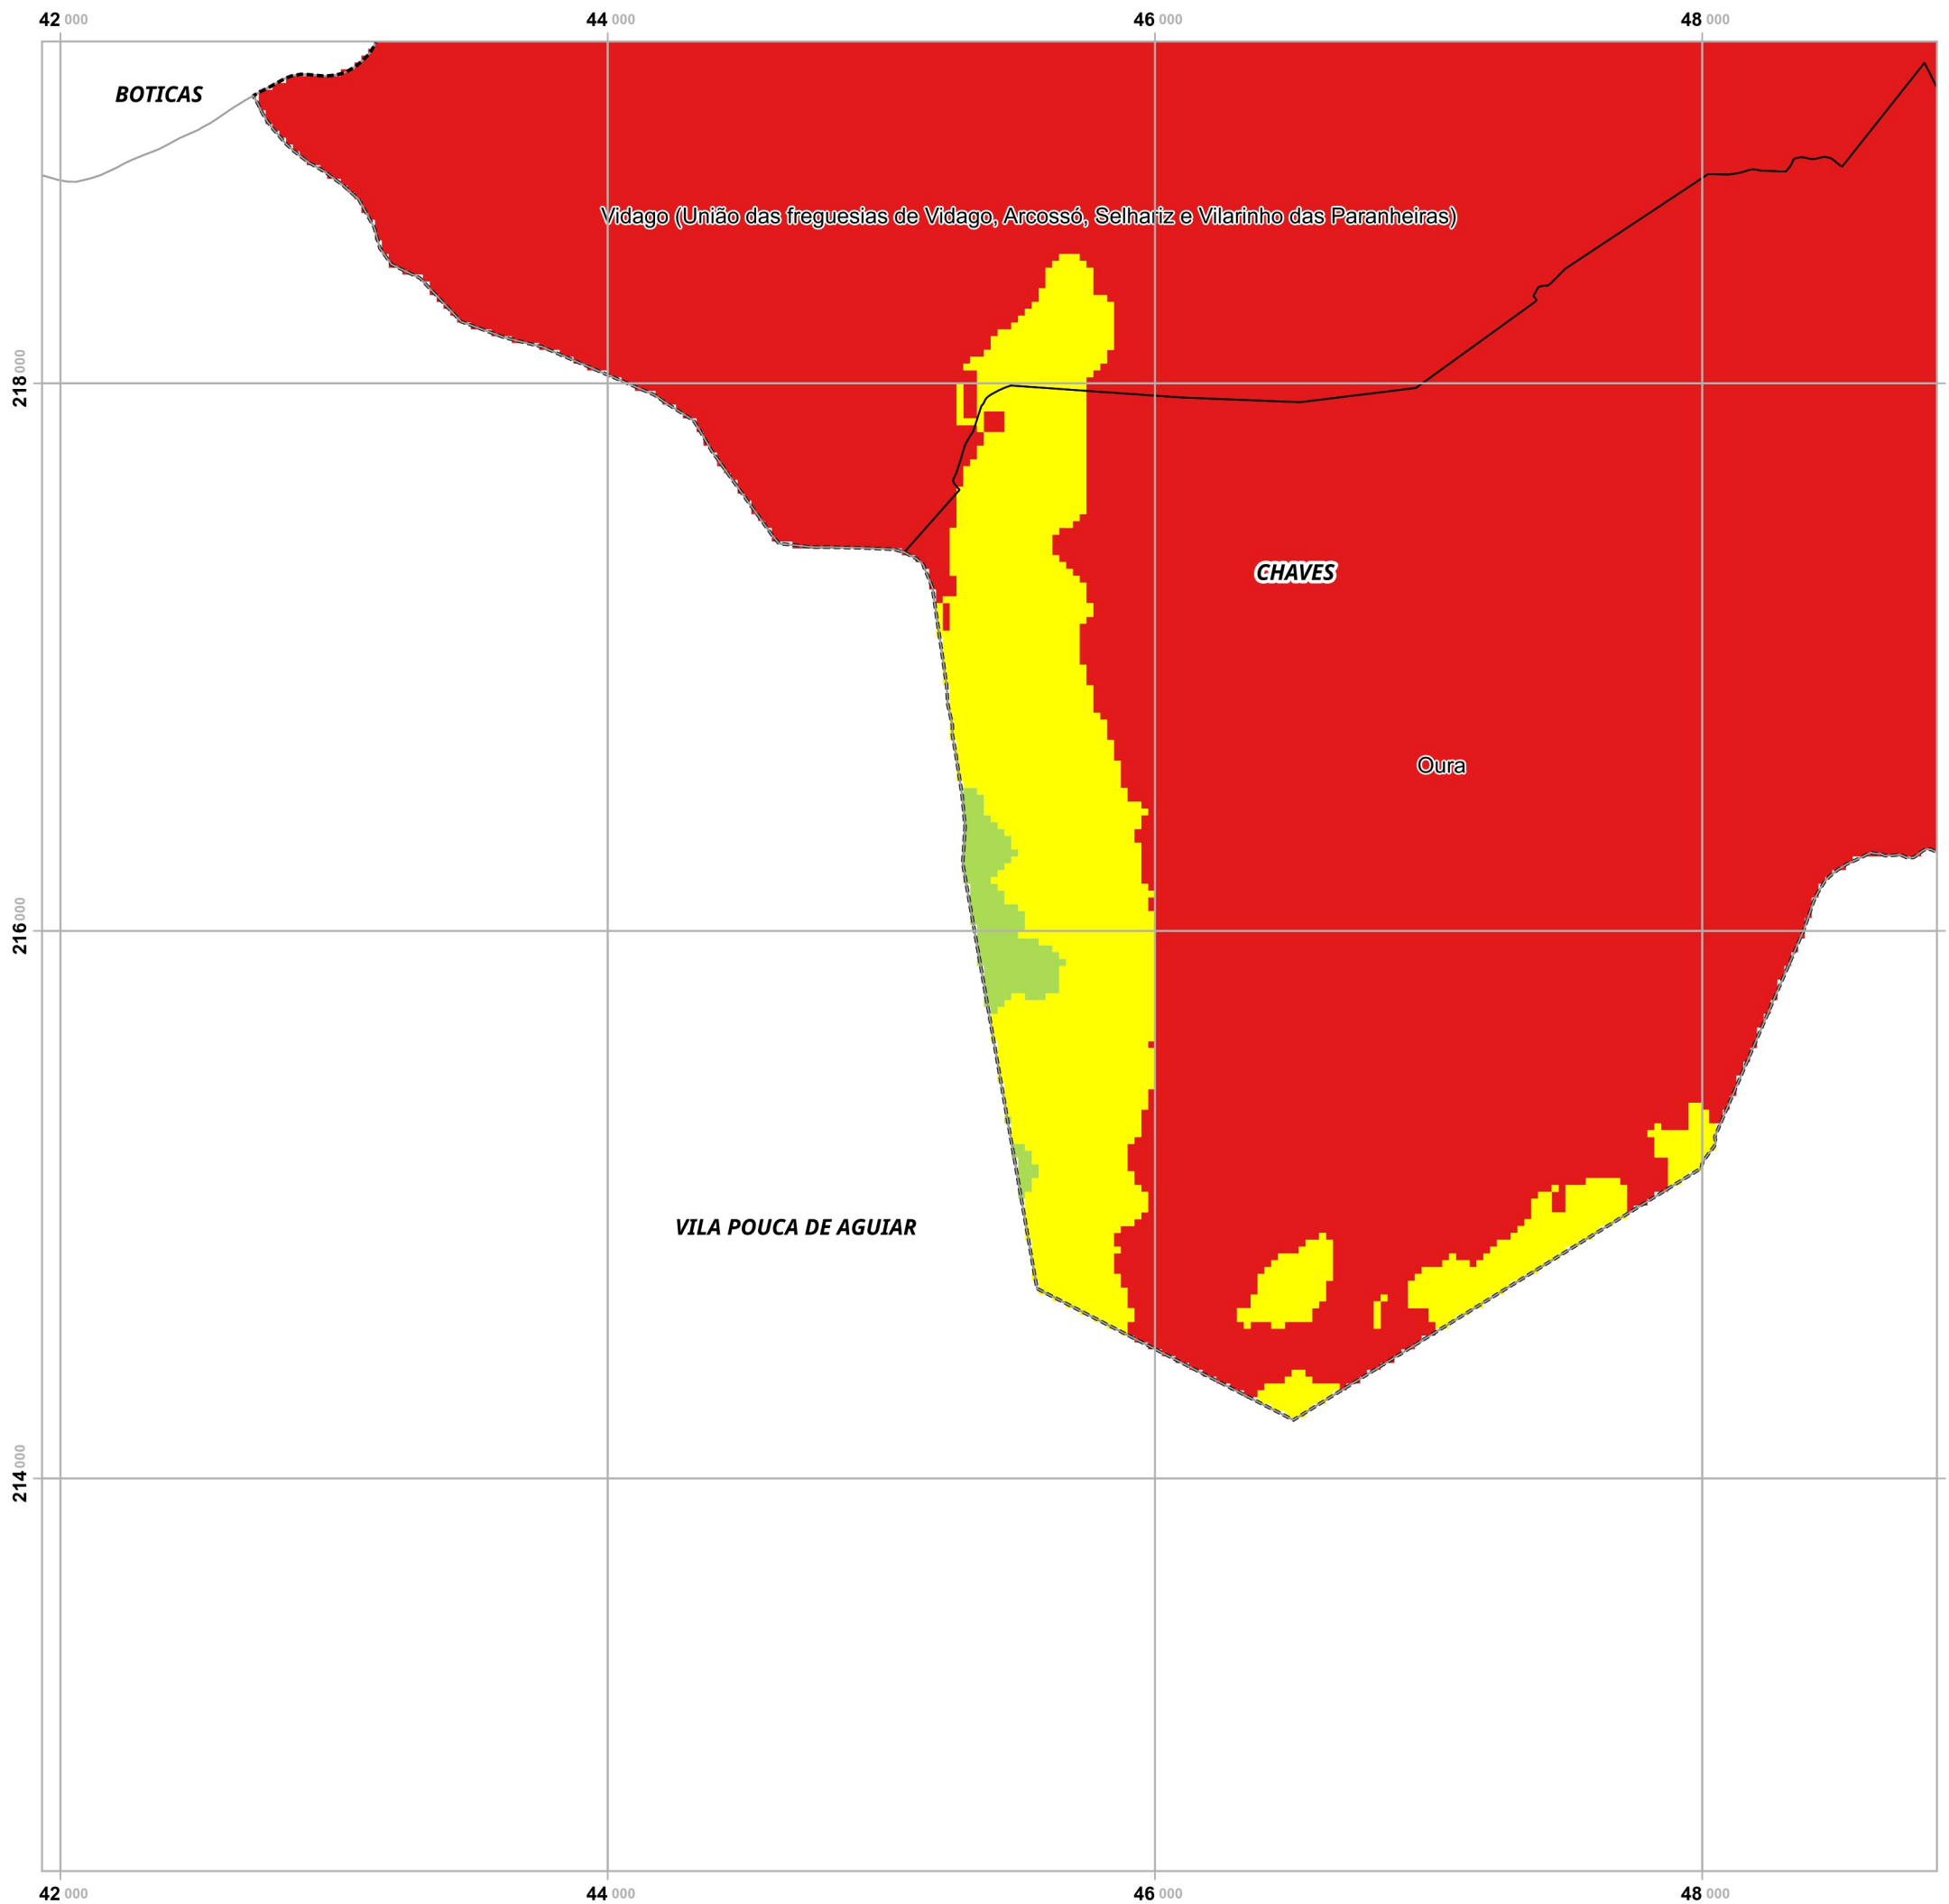 42 000 44 000 46 000 48 000
BOTICAS
Vidago (União das freguesias de Vidago, Arcossó, Selhariz e Vilarinho das Paranheiras)
218 000
CHAVES
Oura
216 000
VILA POUCA DE AGUIAR
214 000
42 000 44 000 46 000 48 000